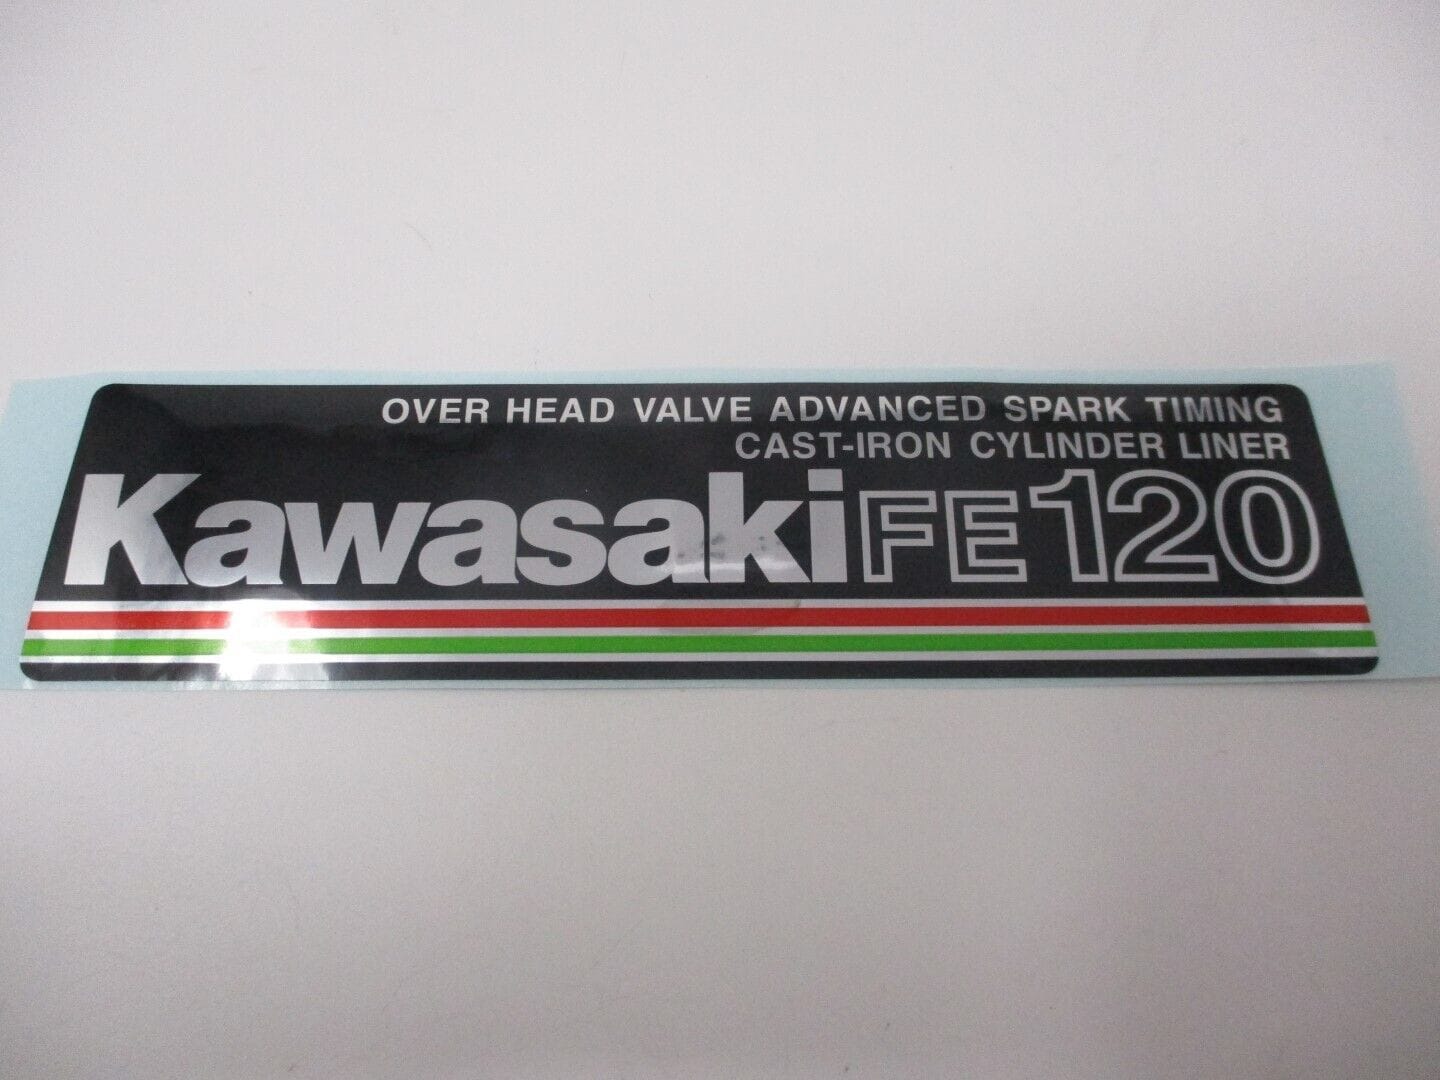 OVER HEAD VALVE ADVANCED SPARK TIMING
CAST-IRON CYLINDER LINER
Kawasaki FE120